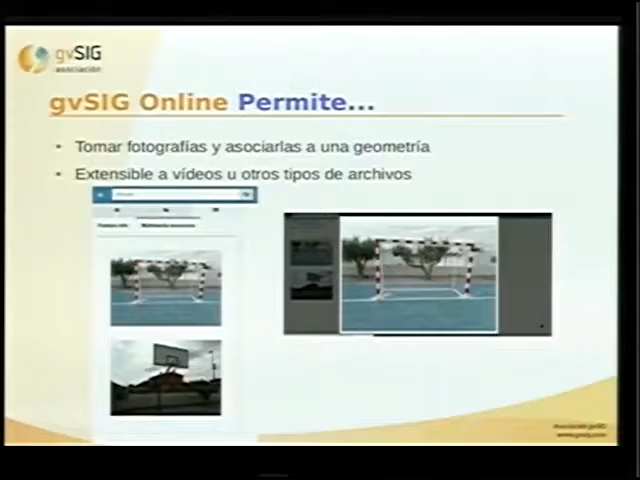 gvSIG
asociación
gvSIG Online Permite...
• Tomar fotografías y asociarlas a una geometría
• Extensible a vídeos u otros tipos de archivos